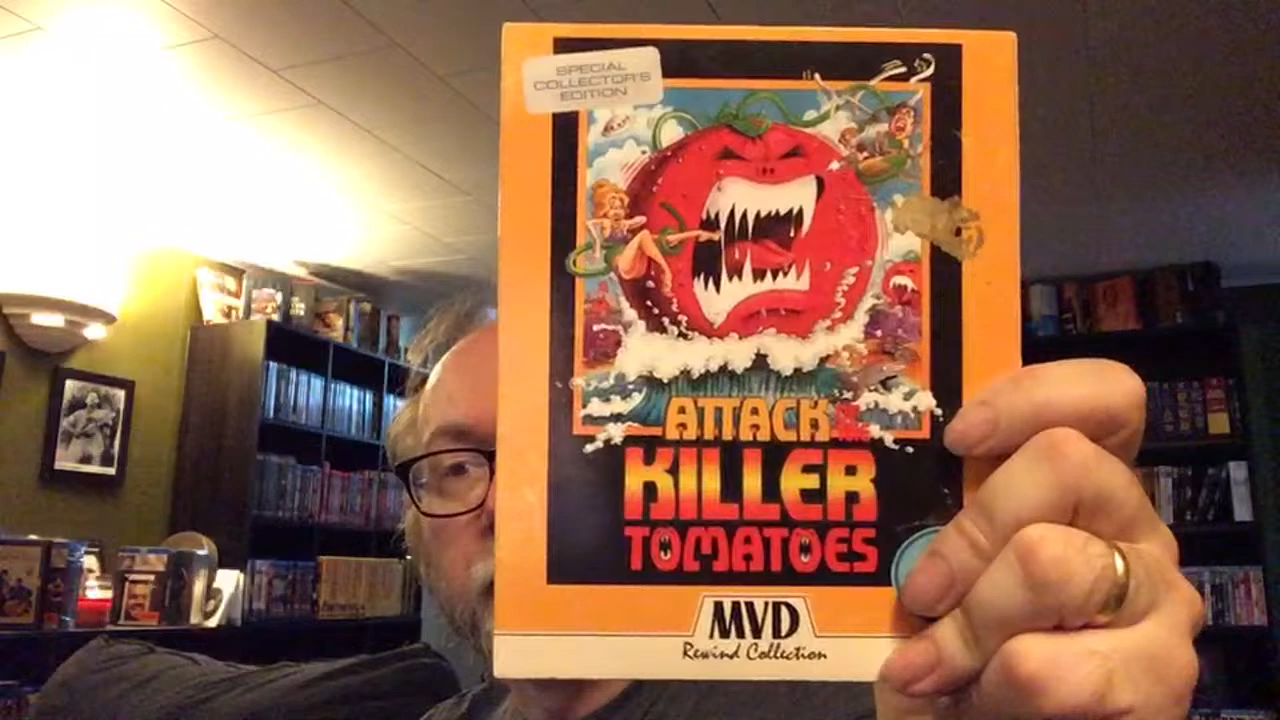 SPECIAL
COLLECTOR'S
EDITION
ATTACK OF THE
KILLER
TOMATOES
MVD
Rewind Collection